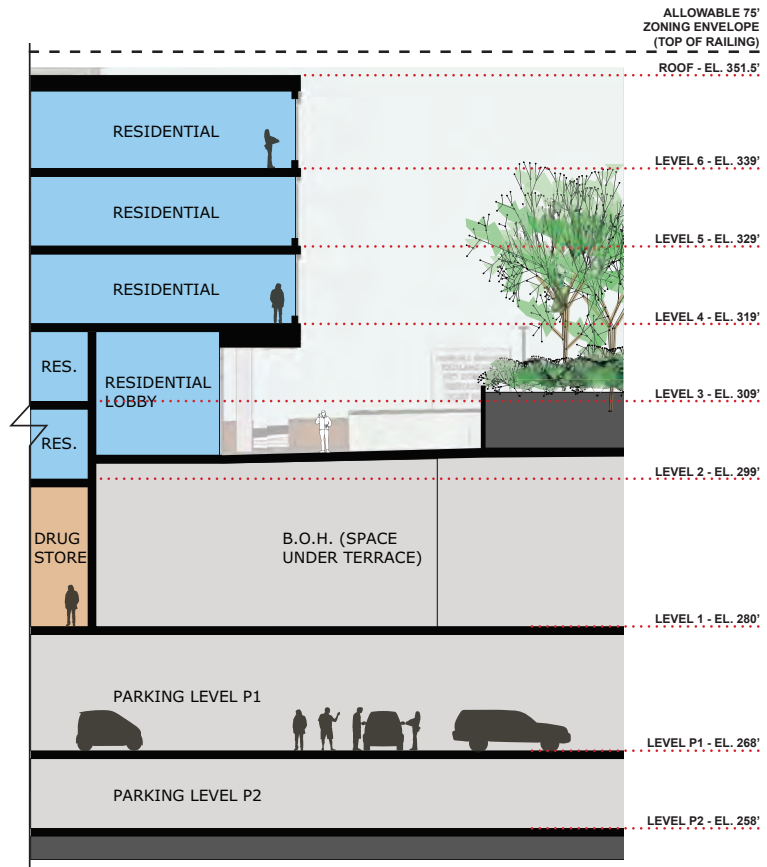 ALLOWABLE 75'
ZONING ENVELOPE
(TOP OF RAILING)
ROOF - EL. 351.5'
RESIDENTIAL
LEVEL 6 - EL. 339'
RESIDENTIAL
LEVEL 5 - EL. 329'
RESIDENTIAL
LEVEL 4 - EL. 319'
RES.
RESIDENTIAL
LOBBY
LEVEL 3 - EL. 309'
RES.
LEVEL 2 - EL. 299'
DRUG
STORE
B.O.H. (SPACE
UNDER TERRACE)
LEVEL 1 - EL. 280'
PARKING LEVEL P1
LEVEL P1 - EL. 268'
PARKING LEVEL P2
LEVEL P2 - EL. 258'